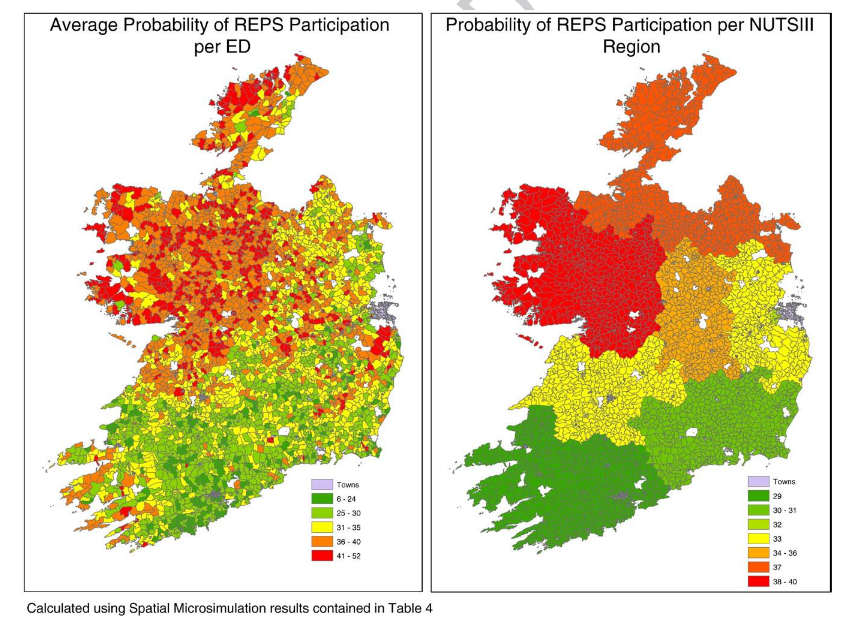 Average Probability of REPS Participation
per ED
Towns
6 - 24
25 - 30
31 - 35
36 - 40
41 - 52
Probability of REPS Participation per NUTSIII
Region
Towns
29
30 - 31
32
33
34 - 36
37
38 - 40
Calculated using Spatial Microsimulation results contained in Table 4